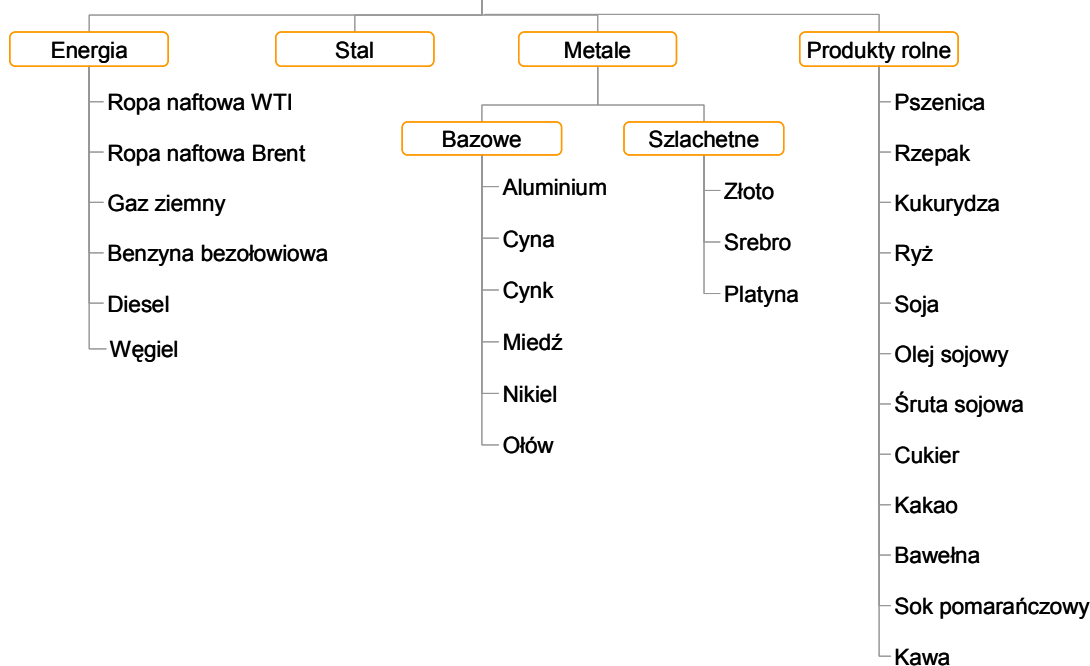 Energia
Stal
Metale
Produkty rolne
Ropa naftowa WTI
Ropa naftowa Brent
Gaz ziemny
Benzyna bezołowiowa
Diesel
Węgiel
Bazowe
Aluminium
Cyna
Cynk
Miedź
Nikiel
Ołów
Szlachetne
Złoto
Srebro
Platyna
Pszenica
Rzepak
Kukurydza
Ryż
Soja
Olej sojowy
Śruta sojowa
Cukier
Kakao
Bawełna
Sok pomarańczowy
Kawa